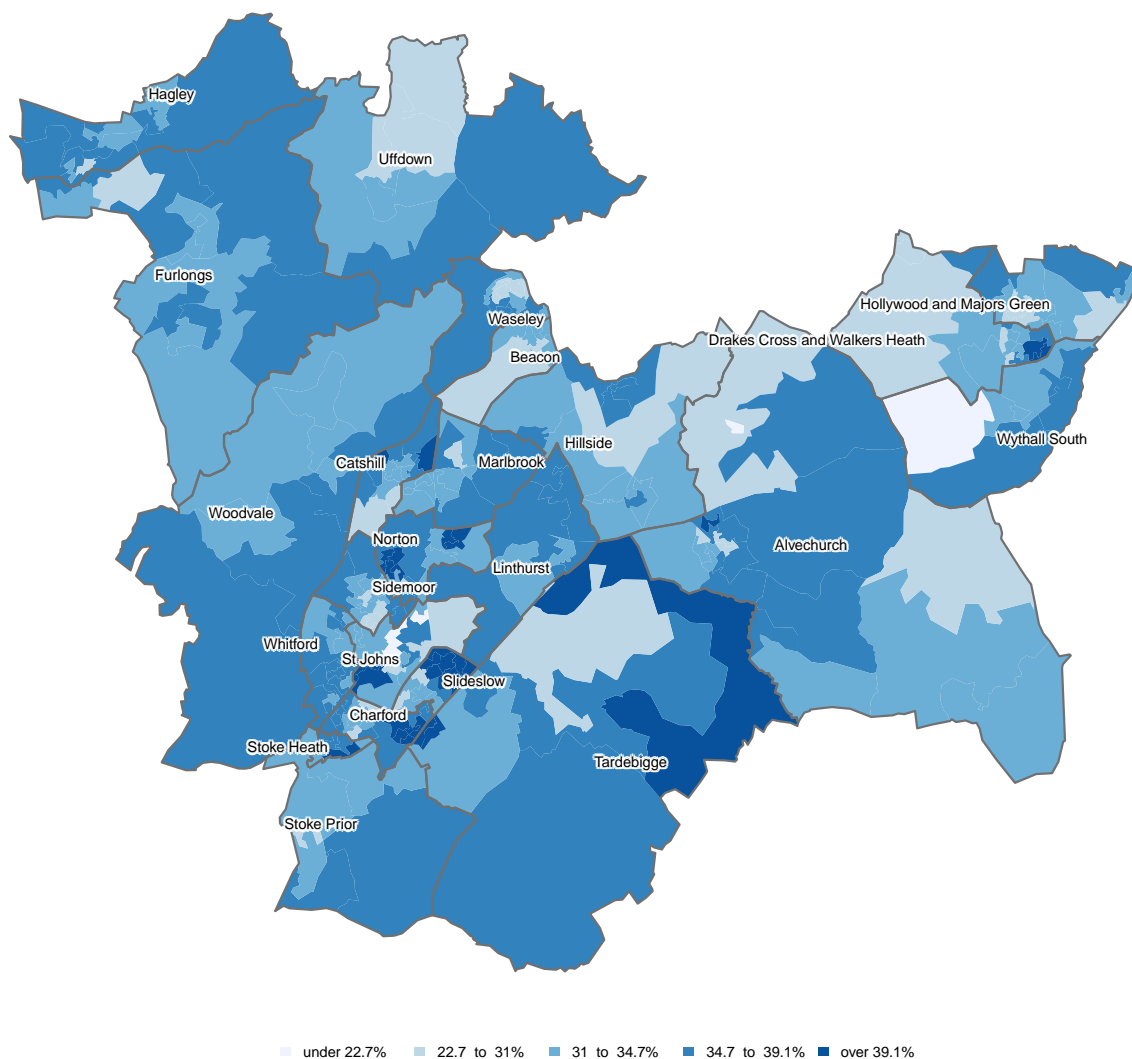 Hagley
Uffdown
Furlongs
Hollywood and Majors Green
Waseley
Drakes Cross and Walkers Heath
Beacon
Wythall South
Hillside
Catshill
Marlbrook
Woodvale
Norton
Alvechurch
Linthurst
Sidemoor
Whitford
St Johns
Slideslow
Charford
Stoke Heath
Tardebigge
Stoke Prior
under 22.7% 22.7 to 31% 31 to 34.7% 34.7 to 39.1% over 39.1%